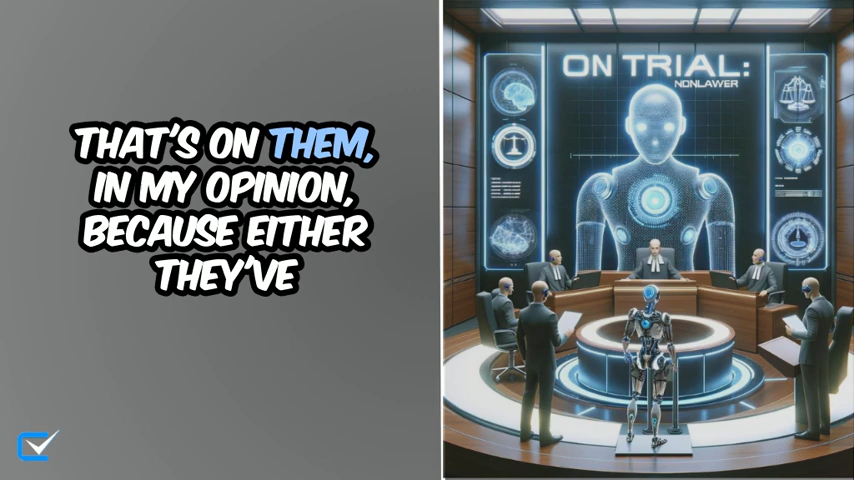 THAT'S ON THEM,
IN MY OPINION,
BECAUSE EITHER
THEY'VE
ON TRIAL:
NONLAWER